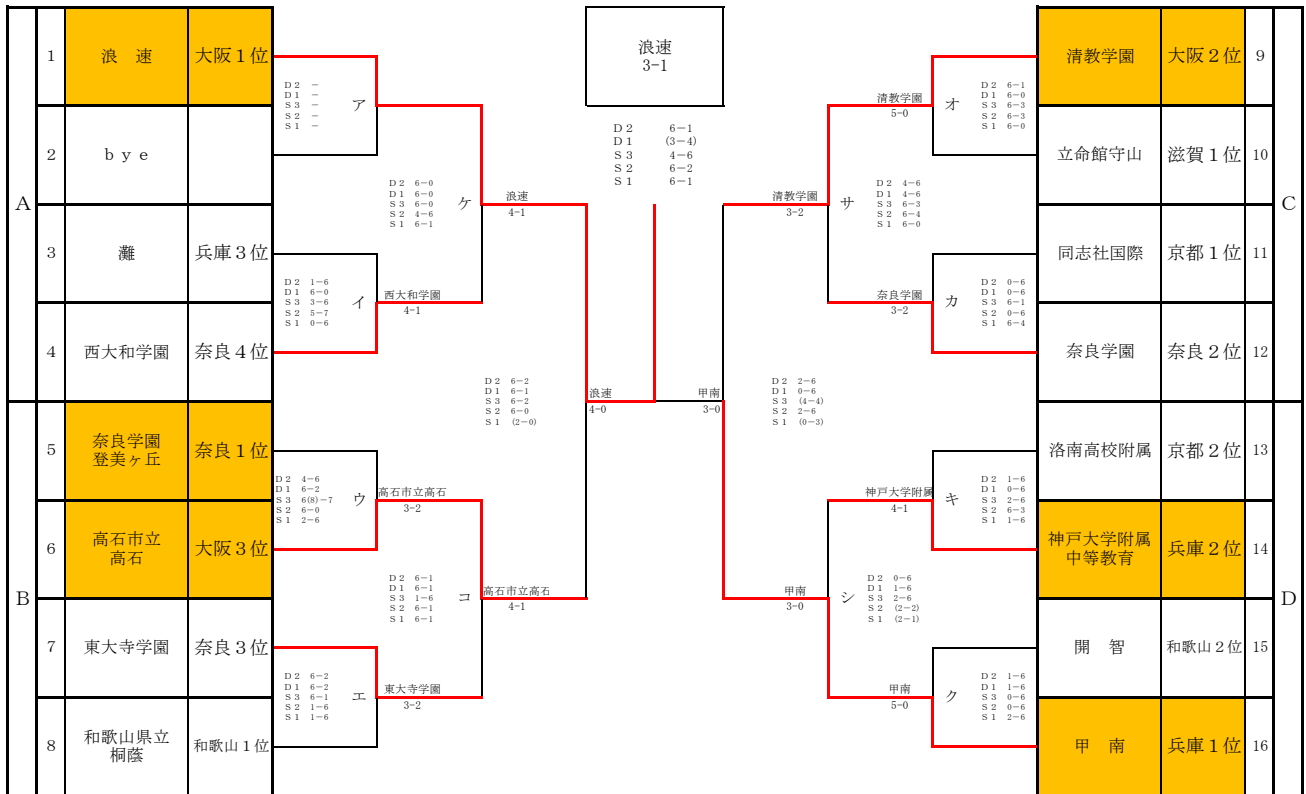 A
1 浪　速 大阪１位
2 ｂｙｅ
3 灘 兵庫３位
4 西大和学園 奈良４位
B
5 奈良学園
登美ヶ丘 奈良１位
6 高石市立
高石 大阪３位
7 東大寺学園 奈良３位
8 和歌山県立
桐蔭 和歌山１位
ア
D2 －
D1 －
S3 －
S2 －
S1 －
イ
D2 1－6
D1 6－0
S3 3－6
S2 5－7
S1 0－6
西大和学園
4-1
ウ
D2 4－6
D1 6－2
S3 6(8)－7
S2 6－0
S1 2－6
高石市立高石
3-2
エ
D2 6－2
D1 6－2
S3 6－1
S2 1－6
S1 1－6
東大寺学園
3-2
ケ
D2 6－0
D1 6－0
S3 6－0
S2 4－6
S1 6－1
浪速
4-1
コ
D2 6－1
D1 6－1
S3 1－6
S2 6－1
S1 6－1
高石市立高石
4-1
D2 6－2
D1 6－1
S3 6－2
S2 6－0
S1 (2－0)
浪速
4-0
浪速
3-1
D2 6－1
D1 (3－4)
S3 4－6
S2 6－2
S1 6－1
甲南
3-0
D2 2－6
D1 0－6
S3 (4－4)
S2 2－6
S1 (0－3)
清教学園
3-2
サ
D2 4－6
D1 4－6
S3 6－3
S2 6－4
S1 6－0
甲南
3-0
シ
D2 0－6
D1 1－6
S3 2－6
S2 (2－2)
S1 (2－1)
清教学園
5-0
オ
D2 6－1
D1 6－0
S3 6－3
S2 6－3
S1 6－0
奈良学園
3-2
カ
D2 0－6
D1 0－6
S3 6－1
S2 0－6
S1 6－4
神戸大学附属
4-1
キ
D2 1－6
D1 0－6
S3 2－6
S2 6－3
S1 1－6
甲南
5-0
ク
D2 1－6
D1 1－6
S3 0－6
S2 0－6
S1 2－6
C
清教学園 大阪２位 9
立命館守山 滋賀１位 10
同志社国際 京都１位 11
奈良学園 奈良２位 12
D
洛南高校附属 京都２位 13
神戸大学附属
中等教育 兵庫２位 14
開　智 和歌山２位 15
甲　南 兵庫１位 16